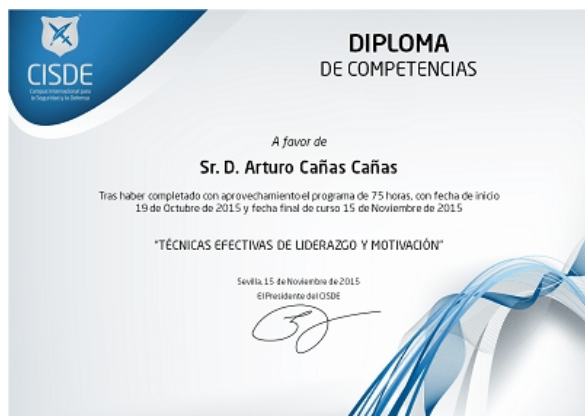 CISDE
Campus Internacional para
la Seguridad y la Defensa
DIPLOMA
DE COMPETENCIAS
A favor de
Sr. D. Arturo Cañas Cañas
Tras haber completado con aprovechamiento el programa de 75 horas, con fecha de inicio
19 de Octubre de 2015 y fecha final de curso 15 de Noviembre de 2015
"TÉCNICAS EFECTIVAS DE LIDERAZGO Y MOTIVACIÓN"
Sevilla, 15 de Noviembre de 2015
El Presidente del CISDE